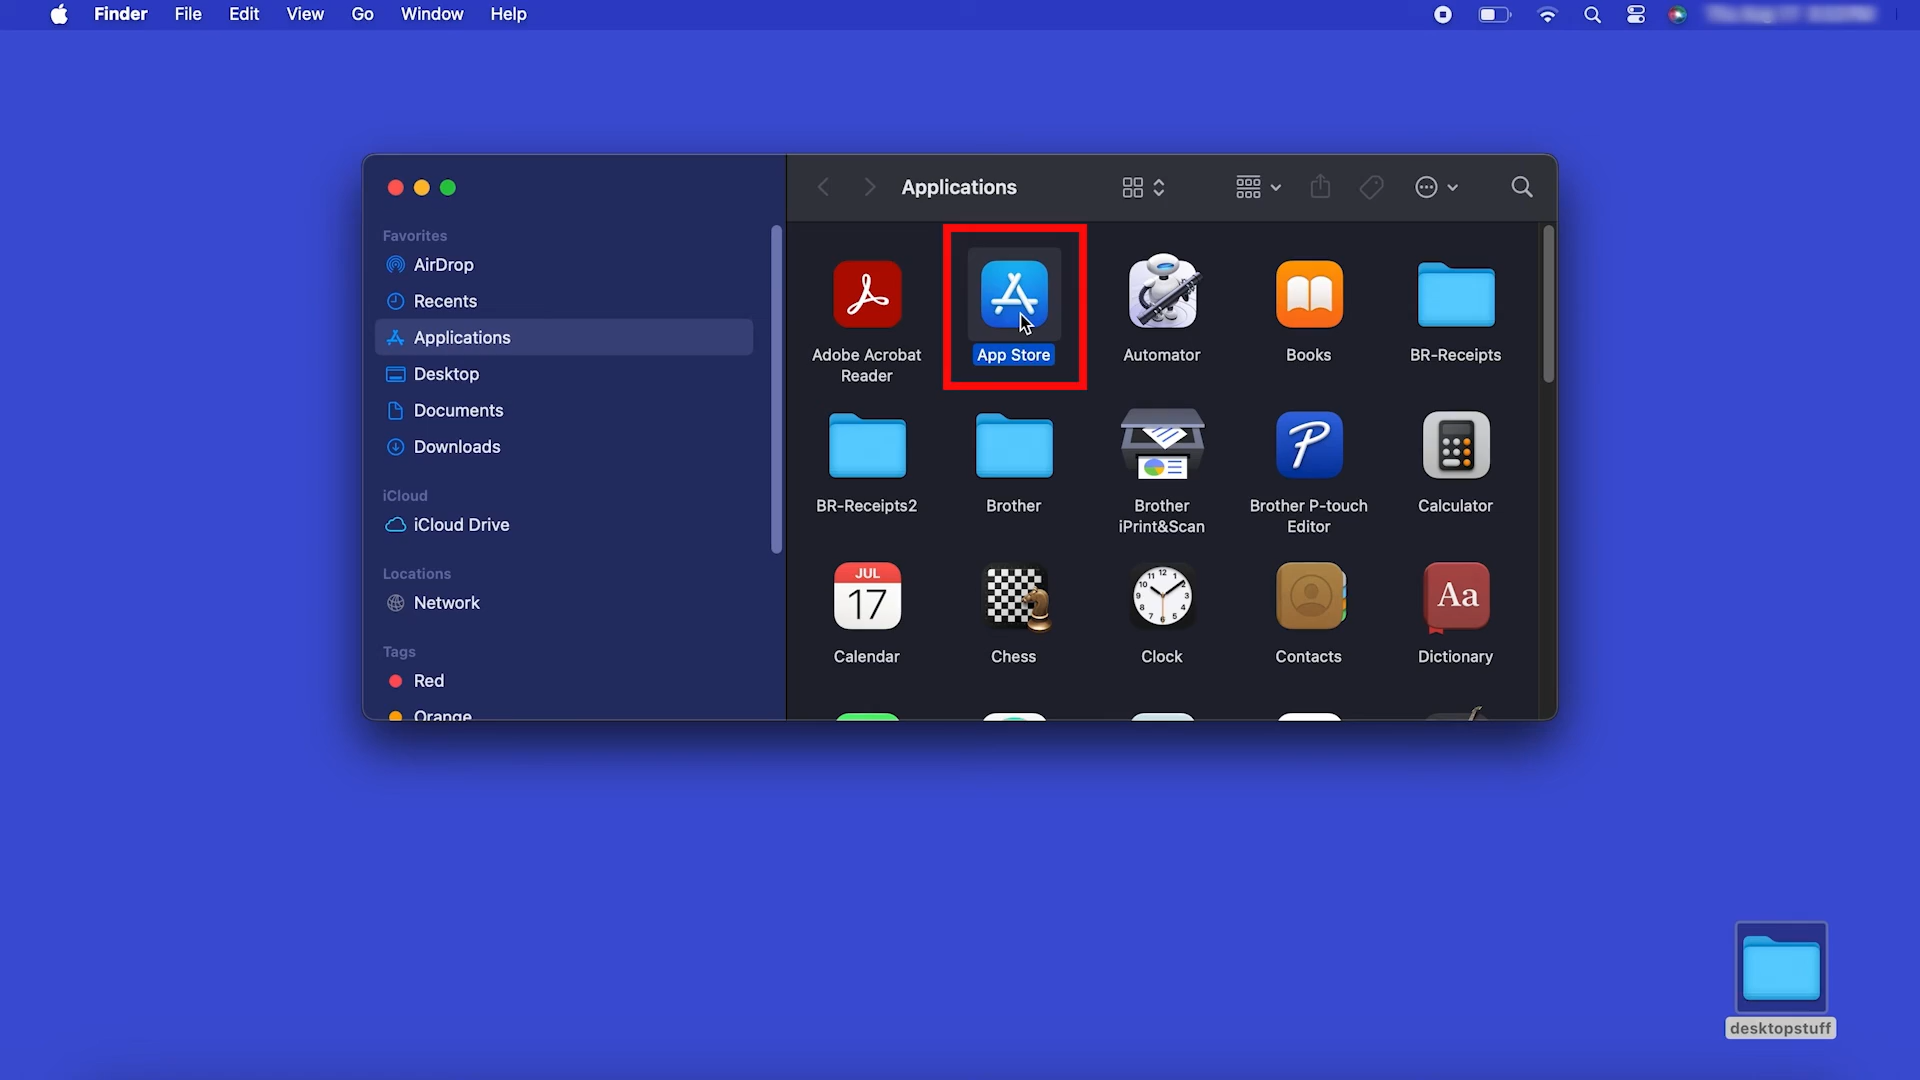 Finder File Edit View Go Window Help
Applications
Favorites
AirDrop
Recents
Applications
Desktop
Documents
Downloads
iCloud
iCloud Drive
Locations
Network
Tags
Red
Orange
Adobe Acrobat
Reader
App Store
Automator
Books
BR-Receipts
BR-Receipts2
Brother
Brother
iPrint&Scan
Brother P-touch
Editor
Calculator
JUL
17
Calendar
Chess
Clock
Contacts
Aa
Dictionary
desktopstuff